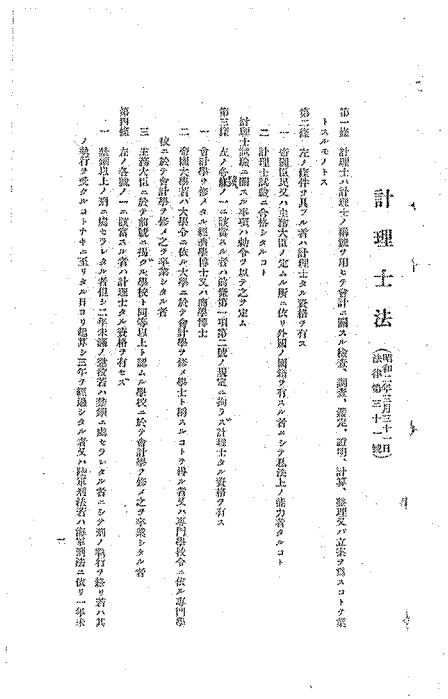 計理士法
（昭和二年三月三十一日
法律第三十一號）
第一條　計理士ハ計理士ノ稱號ヲ用ヒテ會計ニ關スル檢査、調査、鑑定、證明、計算、整理又ハ立案ヲ爲スコトヲ業
トスルモノトス
第二條　左ノ條件ヲ具フル者ハ計理士タル資格ヲ有ス
一　帝國臣民又ハ主務大臣ノ定ムル所ニ依リ外國ノ國籍ヲ有スル者ニシテ私法上ノ能力者タルコト
二　計理士試驗ニ合格シタルコト
計理士試驗ニ關スル事項ハ勅令ヲ以テ之ヲ定ム
第三條　左ノ各號ノ一ニ該當スル者ハ前條第一項第二號ノ規定ニ拘ラズ計理士タル資格ヲ有ス
一　會計學ヲ修メタル經濟學博士又ハ商學博士
二　帝國大學若ハ大學令ニ依ル大學ニ於テ會計學ヲ修メ學士ト稱スルコトヲ得ル者又ハ專門學校令ニ依ル專門學
校ニ於テ會計學ヲ修メ之ヲ卒業シタル者
三　主務大臣ニ於テ前號ニ揭グル學校ト同等以上ト認ムル學校ニ於テ會計學ヲ修メ之ヲ卒業シタル者
第四條　左ノ各號ノ一ニ該當スル者ハ計理士タル資格ヲ有セズ
一　禁錮以上ノ刑ニ處セラレタル者但シ二年未滿ノ懲役若ハ禁錮ニ處セラレタル者ニシテ刑ノ執行ヲ終リ若ハ其
ノ執行ヲ受クルコトナキニ至リタル日ヨリ起算シ三年ヲ經過シタル者又ハ陸軍刑法若ハ海軍刑法ニ依リ一年未
一